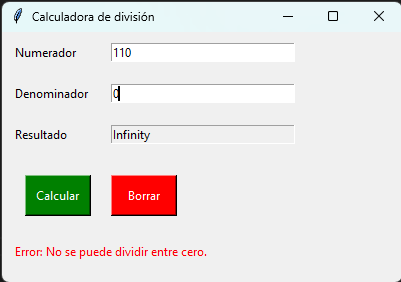 Calculadora de división
Numerador 110
Denominador 0
Resultado Infinity
Calcular Borrar
Error: No se puede dividir entre cero.